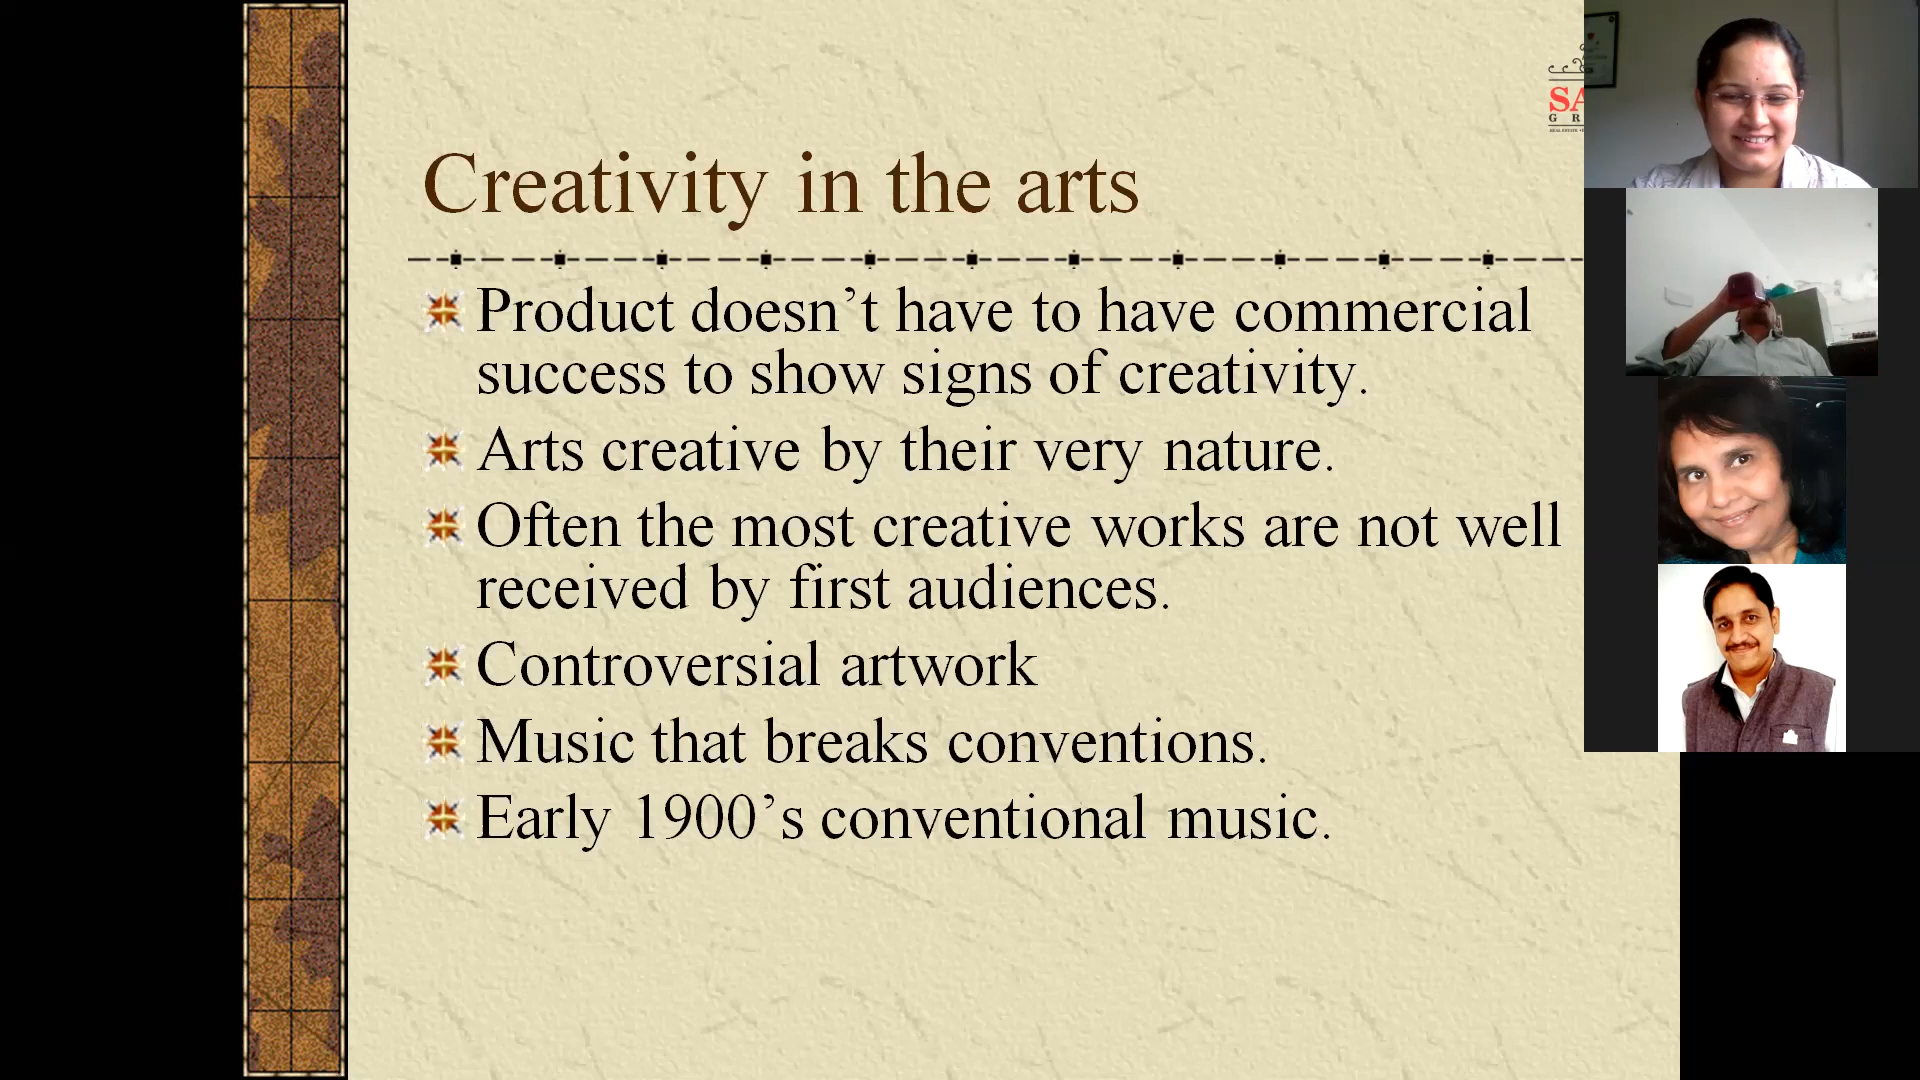 Creativity in the arts
Product doesn’t have to have commercial
success to show signs of creativity.
Arts creative by their very nature.
Often the most creative works are not well
received by first audiences.
Controversial artwork
Music that breaks conventions.
Early 1900’s conventional music.